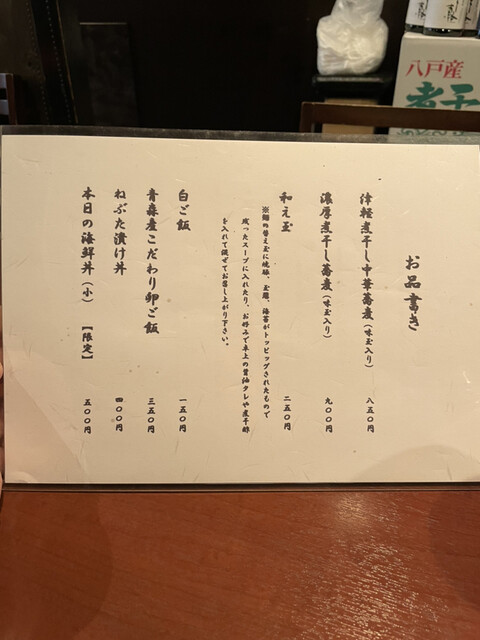 八戸産
煮干
お品書き
津軽煮干し中華蕎麦(味玉入り) 八五〇円
濃厚煮干し蕎麦(味玉入り) 九〇〇円
和え玉 二五〇円
※麺の替え玉に焼豚、玉葱、海苔がトッピングされたもので
残ったスープに入れたり、お好みで卓上の醤油タレや煮干酢
を入れて混ぜてお召し上がり下さい。
白ご飯 一五〇円
青森産こだわり卵ご飯 三五〇円
ねぶた漬け丼 四〇〇円
本日の海鮮丼(小) 【限定】 五〇〇円